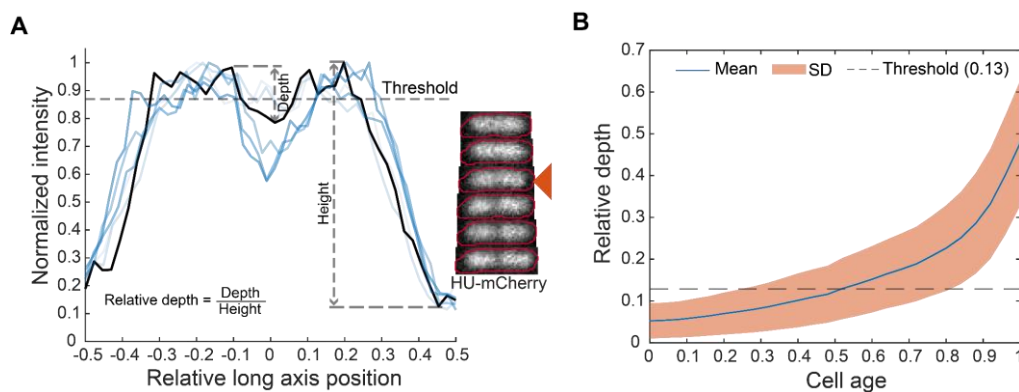 A
Normalized intensity
1
0.9
0.8
0.7
0.6
0.5
0.4
0.3
0.2
0.1
0
-0.5 -0.4 -0.3 -0.2 -0.1 0 0.1 0.2 0.3 0.4 0.5
Relative long axis position
Threshold
Depth
Height
Relative depth = Depth
Height
HU-mCherry
B
Relative depth
0.7
0.6
0.5
0.4
0.3
0.2
0.1
0
Mean SD Threshold (0.13)
0 0.1 0.2 0.3 0.4 0.5 0.6 0.7 0.8 0.9 1
Cell age